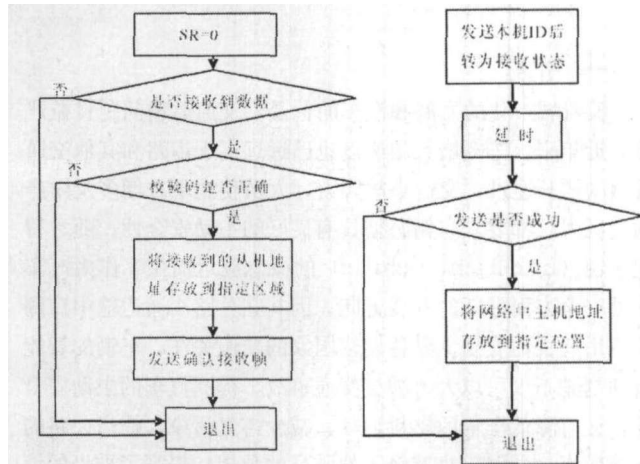 SR=0
否
是否接收到数据
是
否
校验码是否正确
是
将接收到的从机地
址存放到指定区域
发送确认接收帧
退出
发送本机ID后
转为接收状态
延时
否
发送是否成功
是
将网络中主机地址
存放到指定位置
退出